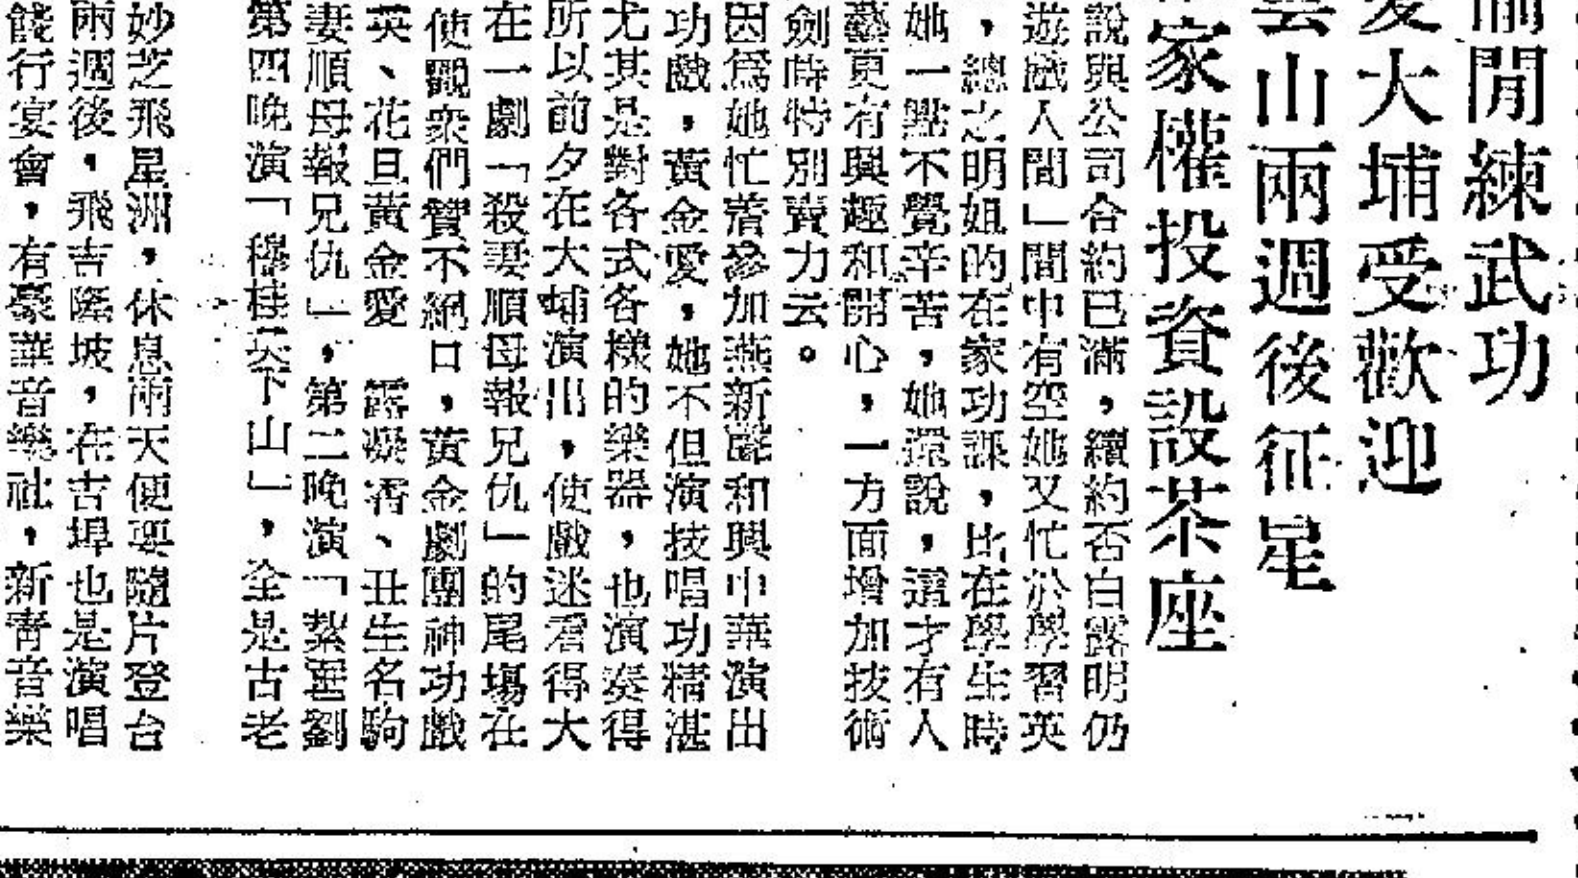 閒練武功
愛大埔受歡迎
雲山兩週後征星
家權投資設茶座
說與公司合約已滿，續約否白露明仍
遊戲人間」間中有空她又忙於學習英
，總之明姐的在家功課，比在學生時
她一點不覺辛苦，她還說，這才有人
藝更有興趣和開心，一方面增加技術
劍時特別賣力云。
因爲她忙着參加燕新聲和興中華演出
功戲，黃金愛，她不但演技唱功精湛
尤其是對各式各樣的樂器，也演奏得
所以前夕在大埔演出，使戲迷看得大
在一劇「殺妻順母報兄仇」的尾場在
使觀衆們贊不絕口，黃金劇團神功戲
英、花旦黃金愛　露凝香、丑生名駒
妻順母報兄仇」，第二晚演「繫
劉
第四晚演「穆桂英下山」，全是古老
妙芝飛星洲，休息兩天便要隨片登台
兩週後，飛吉隆坡，在吉埠也是演唱
餞行宴會，有豪華音樂社，新靑音樂